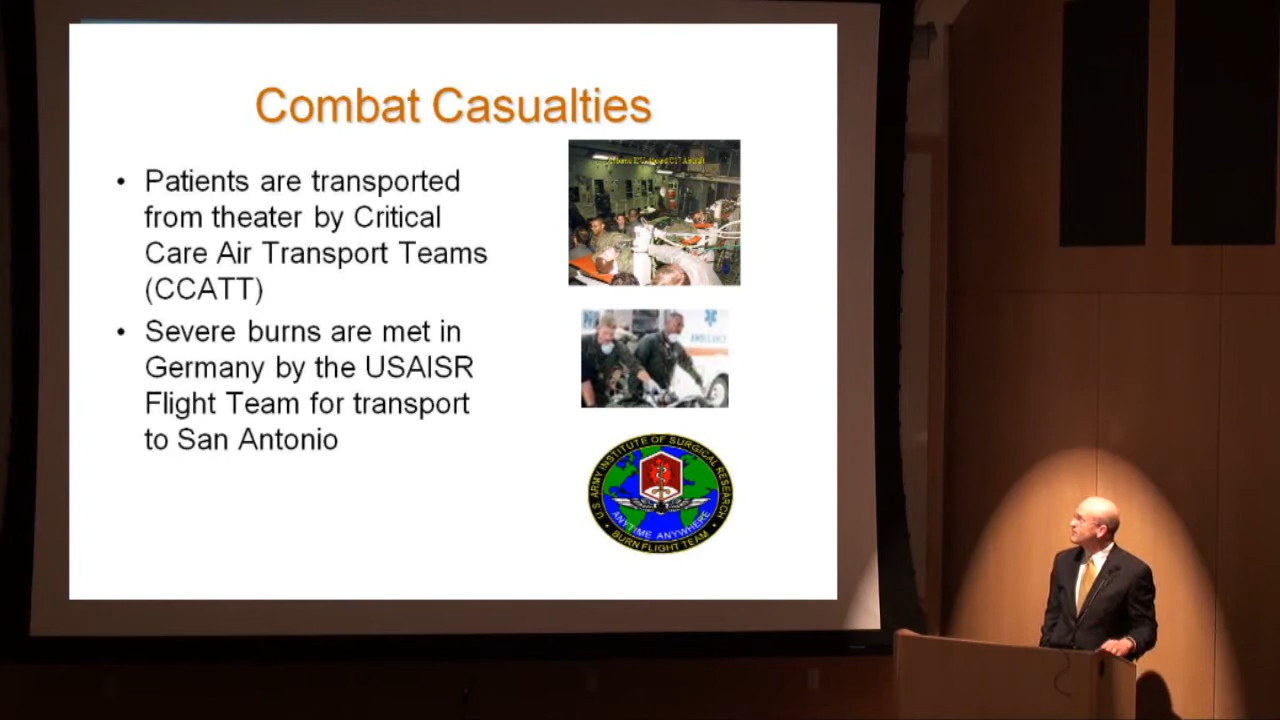 Combat Casualties
• Patients are transported
from theater by Critical
Care Air Transport Teams
(CCATT)
• Severe burns are met in
Germany by the USAISR
Flight Team for transport
to San Antonio
AMBULANCE
U.S. ARMY INSTITUTE OF SURGICAL RESEARCH
ANYTIME ANYWHERE
BURN FLIGHT TEAM